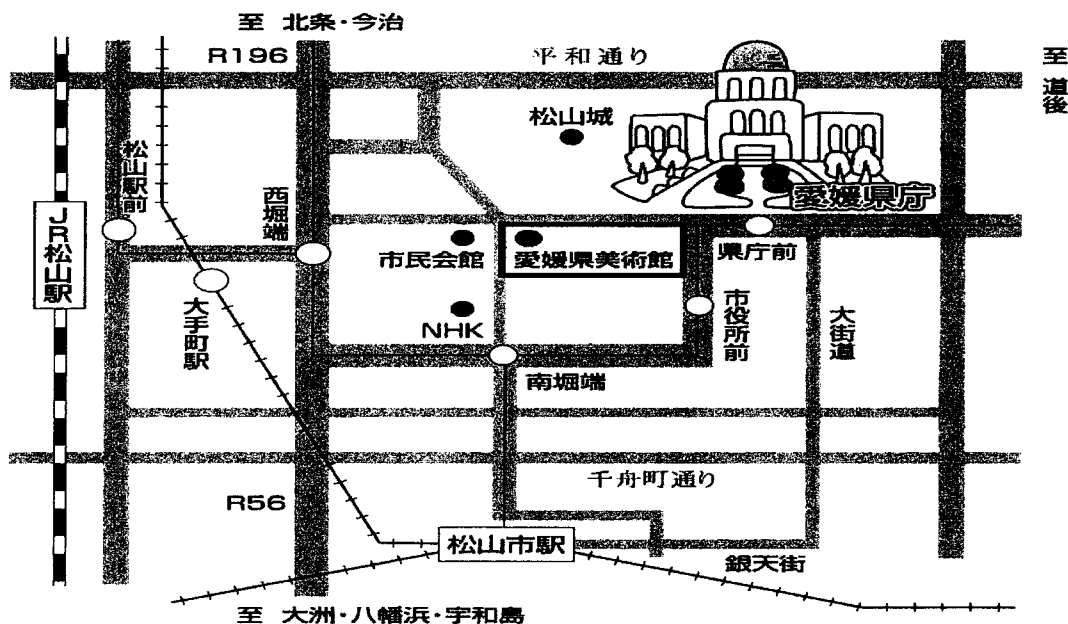 至 北条・今治
R196
平和通り
至 道後
松山城
松山駅前
西堀端
愛媛県庁
JR松山駅
市民会館
愛媛県美術館
県庁前
大手町駅
NHK
市役所前
大街道
南堀端
千舟町通り
R56
松山市駅
銀天街
至 大洲・八幡浜・宇和島